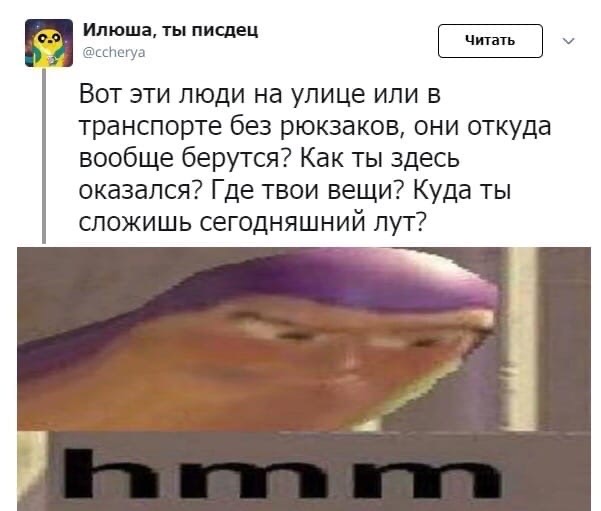 Илюша, ты писдец
@ccherya
Читать
Вот эти люди на улице или в
транспорте без рюкзаков, они откуда
вообще берутся? Как ты здесь
оказался? Где твои вещи? Куда ты
сложишь сегодняшний лут?
hmm